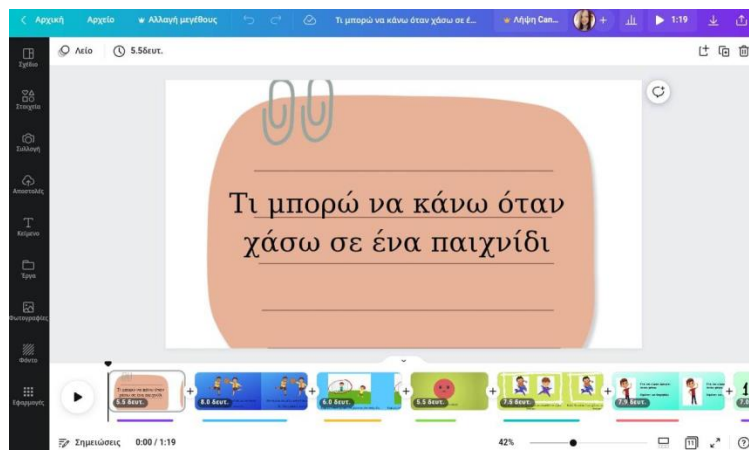 Αρχική Αρχείο Αλλαγή μεγέθους Τι μπορώ να κάνω όταν χάσω σε έ... Λήψη Can... + 1:19
Λείο 5.5δευτ.
Σχέδιο
Στοιχεία
Συλλογή
Αποστολές
Κείμενο
Έργα
Φωτογραφίες
Φόντο
Εφαρμογές
Τι μπορώ να κάνω όταν
χάσω σε ένα παιχνίδι
5.5 δευτ. 8.0 δευτ. 6.0 δευτ. 5.5 δευτ. 7.5 δευτ. 7.9 δευτ.
Σημειώσεις 0:00 / 1:19 42% 11